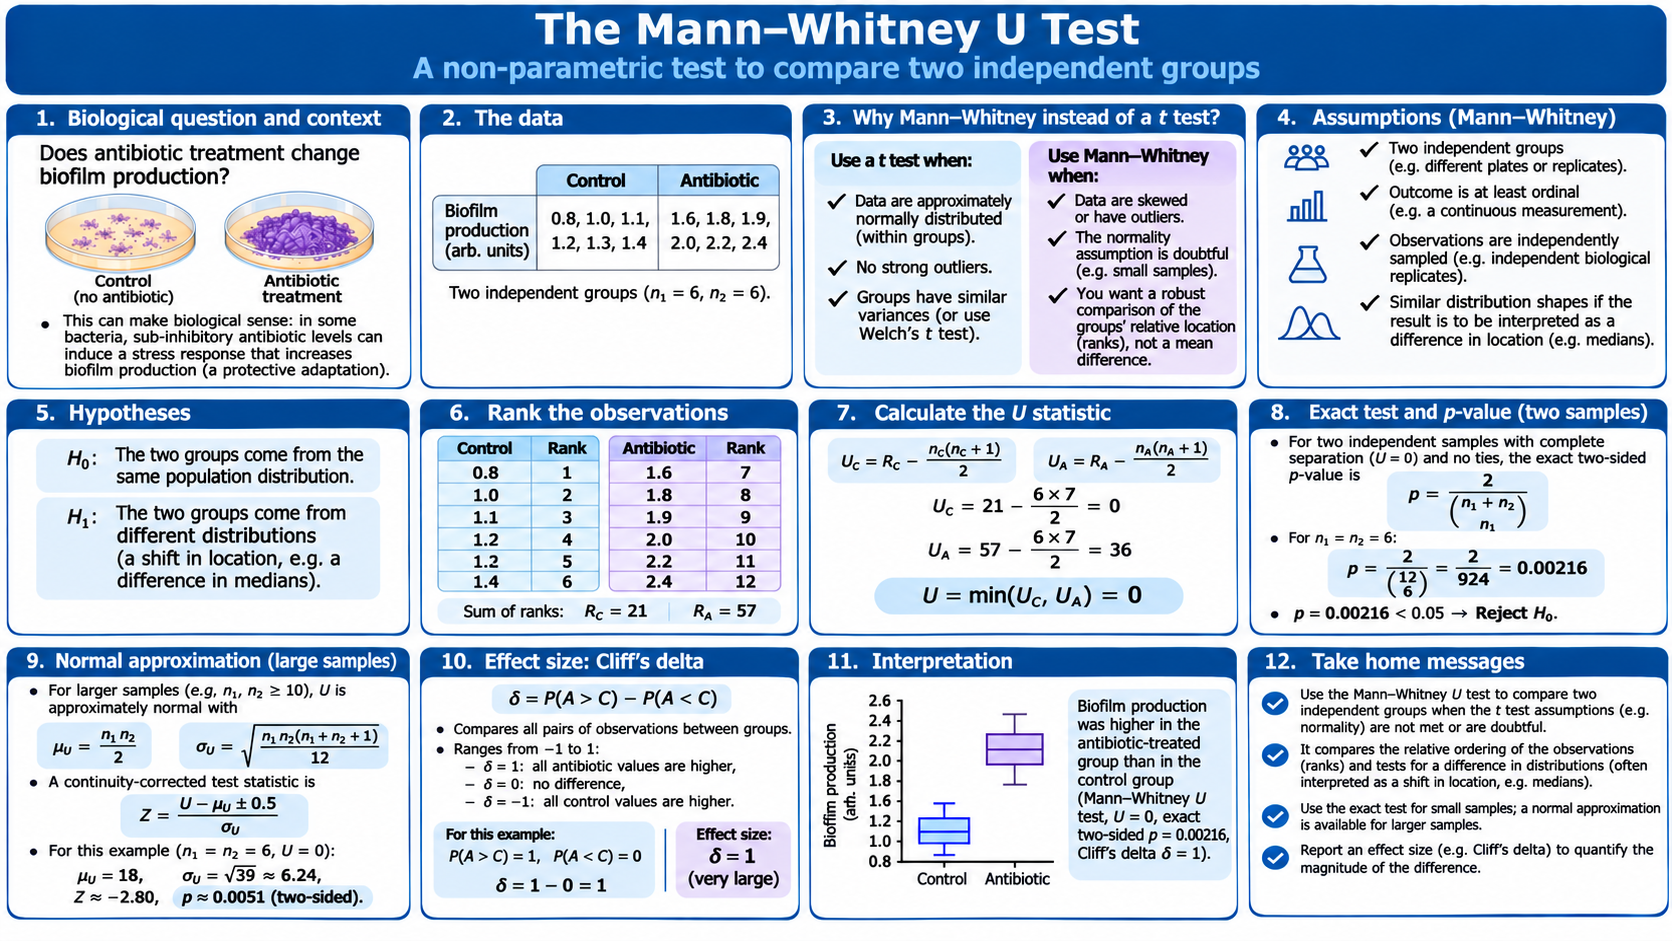 The Mann–Whitney U Test
A non-parametric test to compare two independent groups
1. Biological question and context
Does antibiotic treatment change
biofilm production?
Control
(no antibiotic)
Antibiotic
treatment
• This can make biological sense: in some
bacteria, sub-inhibitory antibiotic levels can
induce a stress response that increases
biofilm production (a protective adaptation).
2. The data
Control Antibiotic
Biofilm
production
(arb. units)
0.8, 1.0, 1.1,
1.2, 1.3, 1.4
1.6, 1.8, 1.9,
2.0, 2.2, 2.4
Two independent groups (n₁ = 6, n₂ = 6).
3. Why Mann–Whitney instead of a t test?
Use a t test when:
✓ Data are approximately
normally distributed
(within groups).
✓ No strong outliers.
✓ Groups have similar
variances (or use
Welch's t test).
Use Mann–Whitney
when:
✓ Data are skewed
or have outliers.
✓ The normality
assumption is doubtful
(e.g. small samples).
✓ You want a robust
comparison of the
groups' relative location
(ranks), not a mean
difference.
4. Assumptions (Mann–Whitney)
✓ Two independent groups
(e.g. different plates or replicates).
✓ Outcome is at least ordinal
(e.g. a continuous measurement).
✓ Observations are independently
sampled (e.g. independent biological
replicates).
✓ Similar distribution shapes if the
result is to be interpreted as a
difference in location (e.g. medians).
5. Hypotheses
H₀: The two groups come from the
same population distribution.
H₁: The two groups come from
different distributions
(a shift in location, e.g. a
difference in medians).
6. Rank the observations
Control Rank Antibiotic Rank
0.8 1 1.6 7
1.0 2 1.8 8
1.1 3 1.9 9
1.2 4 2.0 10
1.2 5 2.2 11
1.4 6 2.4 12
Sum of ranks: R_C = 21 R_A = 57
7. Calculate the U statistic
U_C = R_C − n_C(n_C + 1)/2
U_A = R_A − n_A(n_A + 1)/2
U_C = 21 − (6 × 7)/2 = 0
U_A = 57 − (6 × 7)/2 = 36
U = min(U_C, U_A) = 0
8. Exact test and p-value (two samples)
• For two independent samples with complete
separation (U = 0) and no ties, the exact two-sided
p-value is
p = 2/(n₁ + n₂ n₁)
• For n₁ = n₂ = 6:
p = 2/(12 6) = 2/924 = 0.00216
• p = 0.00216 < 0.05 → Reject H₀.
9. Normal approximation (large samples)
• For larger samples (e.g, n₁, n₂ ≥ 10), U is
approximately normal with
μ_U = n₁ n₂/2
σ_U = √(n₁ n₂(n₁ + n₂ + 1)/12)
• A continuity-corrected test statistic is
Z = (U − μ_U ± 0.5)/σ_U
• For this example (n₁ = n₂ = 6, U = 0):
μ_U = 18, σ_U = √39 ≈ 6.24,
Z ≈ −2.80, p ≈ 0.0051 (two-sided).
10. Effect size: Cliff's delta
δ = P(A > C) − P(A < C)
• Compares all pairs of observations between groups.
• Ranges from −1 to 1:
− δ = 1: all antibiotic values are higher,
− δ = 0: no difference,
− δ = −1: all control values are higher.
For this example:
P(A > C) = 1, P(A < C) = 0
δ = 1 − 0 = 1
Effect size:
δ = 1
(very large)
11. Interpretation
2.6
2.4
2.2
2.0
1.8
1.6
1.2
1.0
0.8
Control Antibiotic
Biofilm production
was higher in the
antibiotic-treated
group than in the
control group
(Mann–Whitney U
test, U = 0, exact
two-sided p = 0.00216,
Cliff's delta δ = 1).
12. Take home messages
Use the Mann–Whitney U test to compare two
independent groups when the t test assumptions (e.g.
normality) are not met or are doubtful.
It compares the relative ordering of the observations
(ranks) and tests for a difference in distributions (often
interpreted as a shift in location, e.g. medians).
Use the exact test for small samples; a normal approximation
is available for larger samples.
Report an effect size (e.g. Cliff's delta) to quantify the
magnitude of the difference.